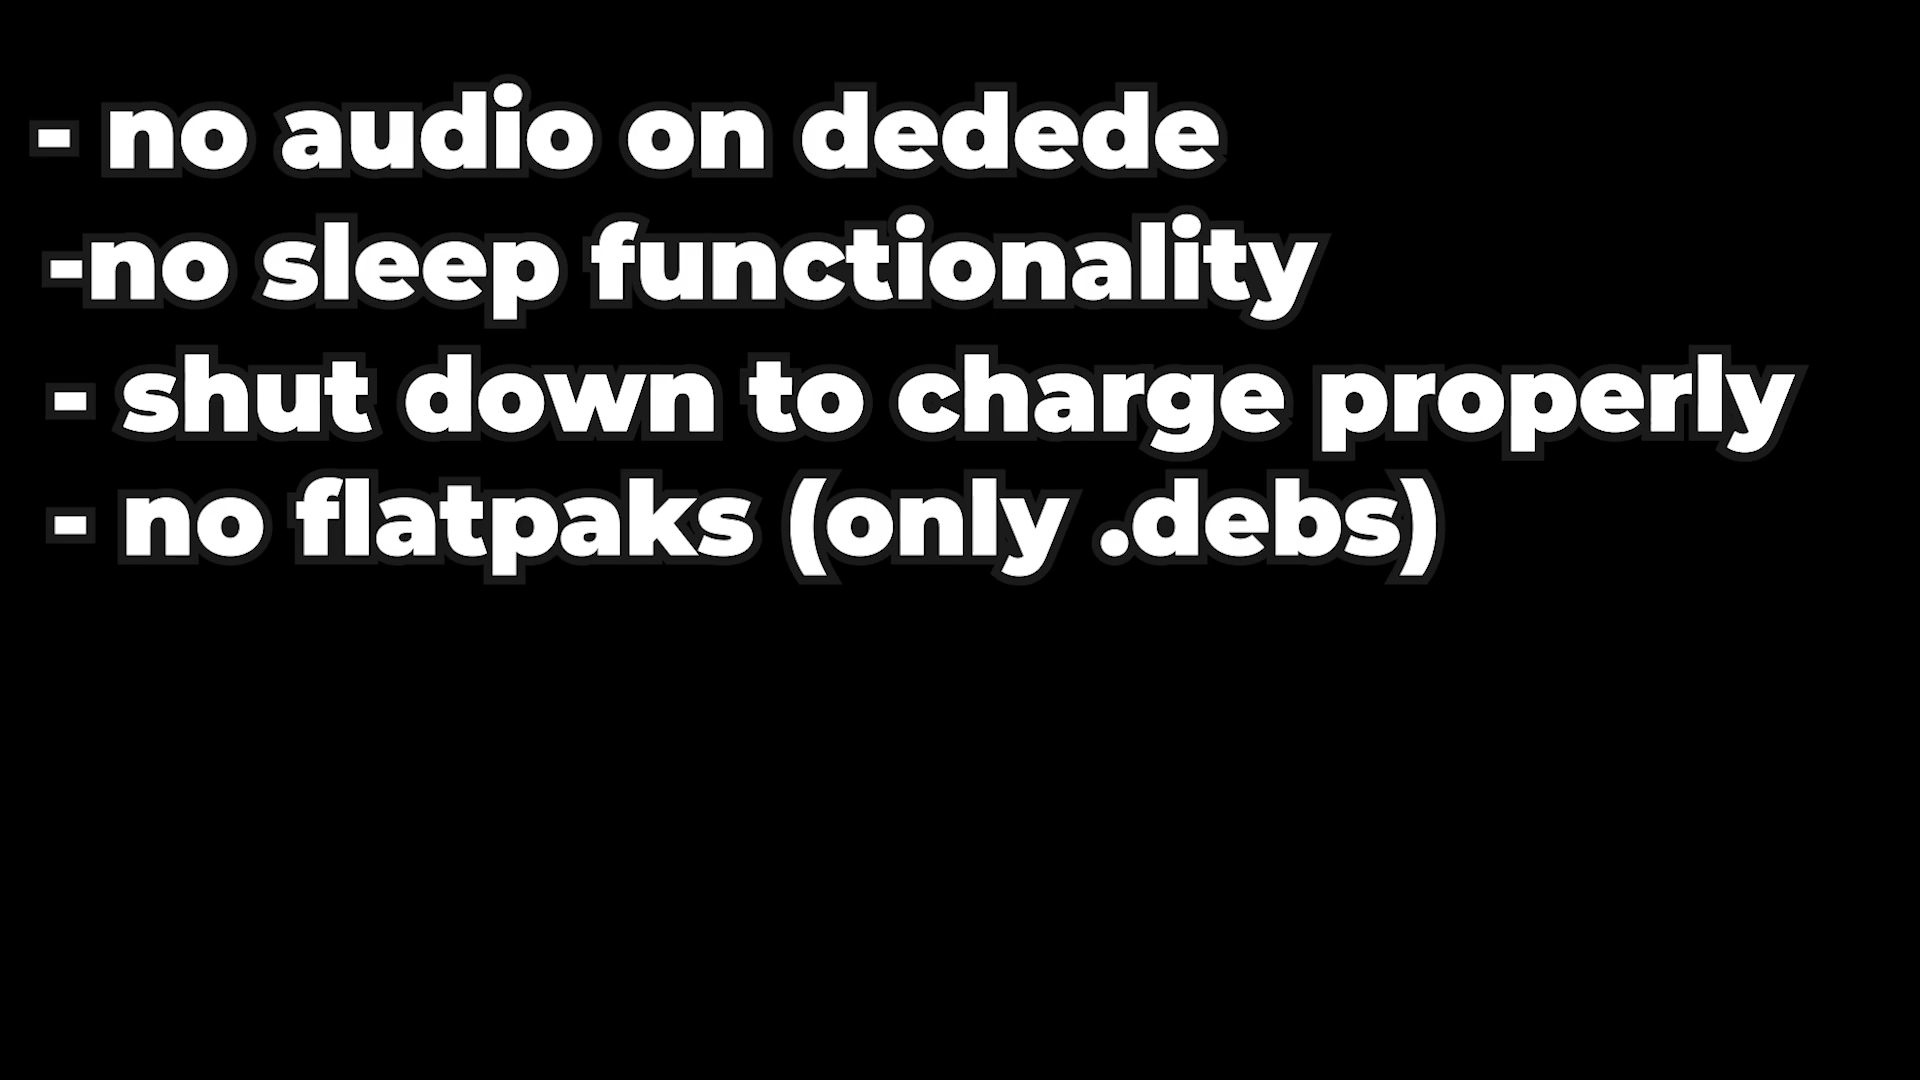 - no audio on dedede
-no sleep functionality
- shut down to charge properly
- no flatpaks (only .debs)